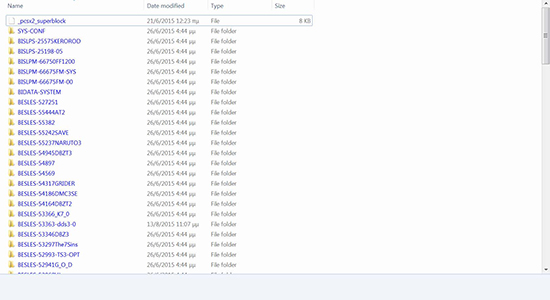 Name Date modified Type Size
_pcsx2_superblock 21/6/2015 12:23 πμ File 8 KB
SYS-CONF 26/6/2015 4:44 μμ File folder
BISLPS-25575KEROROD 26/6/2015 4:44 μμ File folder
BISLPS-25198-05 26/6/2015 4:44 μμ File folder
BISLPM-66750FF1200 26/6/2015 4:44 μμ File folder
BISLPM-66675FM-SYS 26/6/2015 4:44 μμ File folder
BISLPM-66675FM-00 26/6/2015 4:44 μμ File folder
BIDATA-SYSTEM 26/6/2015 4:44 μμ File folder
BESLES-527251 26/6/2015 4:44 μμ File folder
BESLES-55444AT2 26/6/2015 4:44 μμ File folder
BESLES-55382 26/6/2015 4:44 μμ File folder
BESLES-55242SAVE 26/6/2015 4:44 μμ File folder
BESLES-55237NARUTO3 26/6/2015 4:44 μμ File folder
BESLES-54945DBZT3 26/6/2015 4:44 μμ File folder
BESLES-54897 26/6/2015 4:44 μμ File folder
BESLES-54569 26/6/2015 4:44 μμ File folder
BESLES-54317GRIDER 26/6/2015 4:44 μμ File folder
BESLES-54186DMC3SE 26/6/2015 4:44 μμ File folder
BESLES-54164DBZT2 26/6/2015 4:44 μμ File folder
BESLES-53366_K7_0 26/6/2015 4:44 μμ File folder
BESLES-53363-dds3-0 13/8/2015 11:07 μμ File folder
BESLES-53346DBZ3 26/6/2015 4:44 μμ File folder
BESLES-53297The7Sins 26/6/2015 4:44 μμ File folder
BESLES-52993-TS3-OPT 26/6/2015 4:44 μμ File folder
BESLES-52941G_O_D 26/6/2015 4:44 μμ File folder